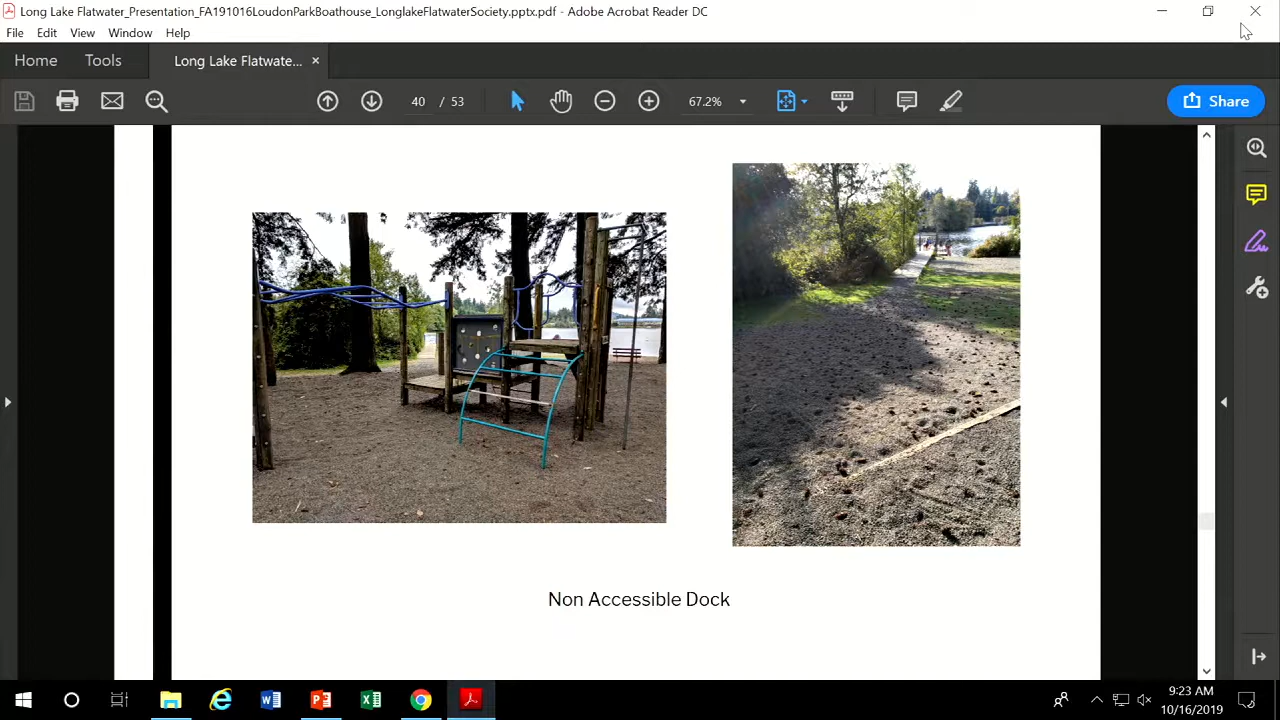 Long Lake Flatwater_Presentation_FA191016LoudonParkBoathouse_LonglakeFlatwaterSociety.pptx.pdf - Adobe Acrobat Reader DC
File Edit View Window Help
Home Tools Long Lake Flatwate... ×
40 / 53 67.2% Share
Non Accessible Dock
9:23 AM
10/16/2019